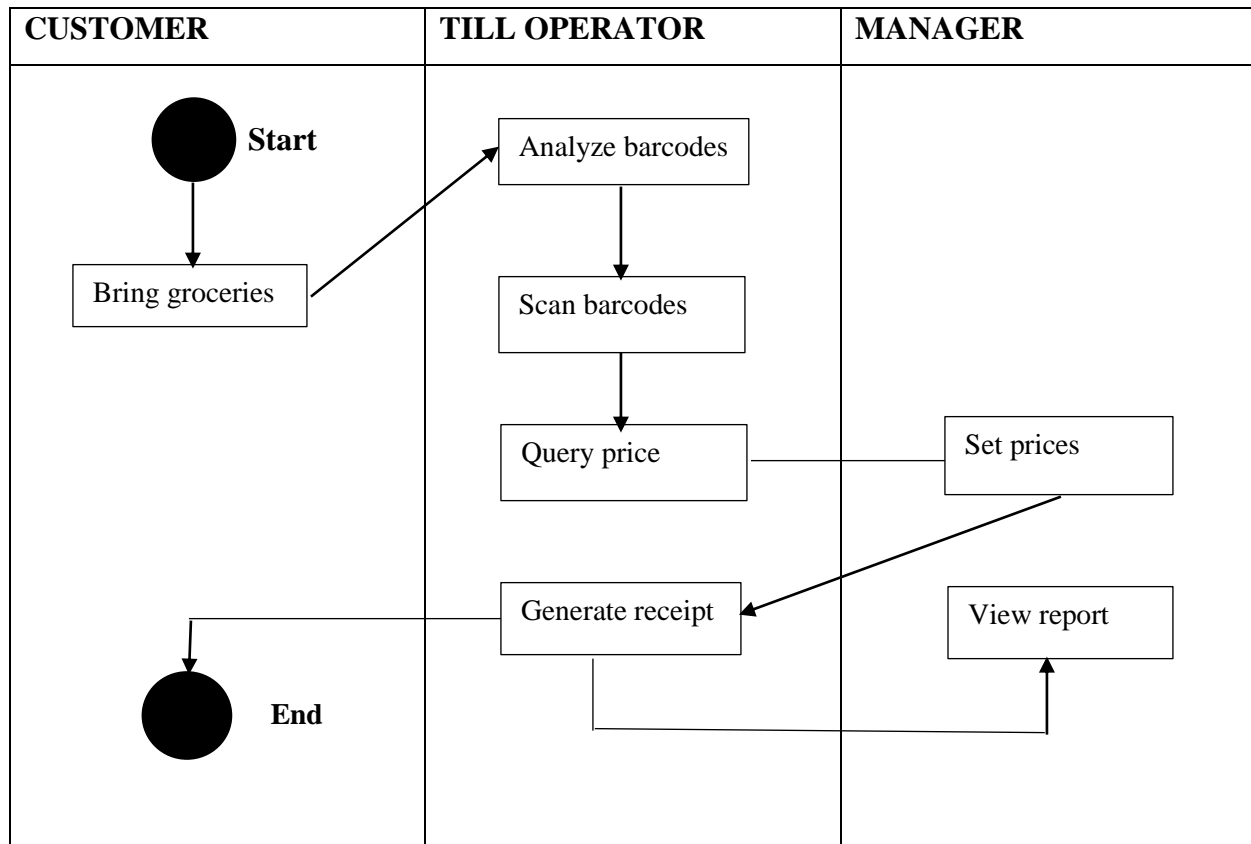 CUSTOMER
TILL OPERATOR
MANAGER
Start
Analyze barcodes
Bring groceries
Scan barcodes
Query price
Set prices
Generate receipt
View report
End